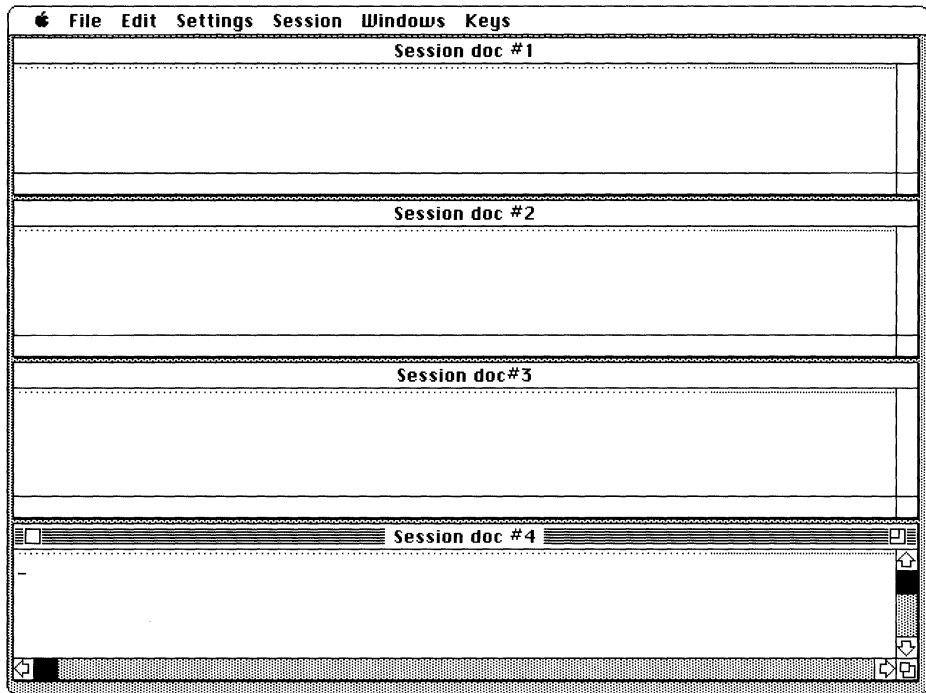 File Edit Settings Session Windows Keys
Session doc #1
Session doc #2
Session doc#3
Session doc #4